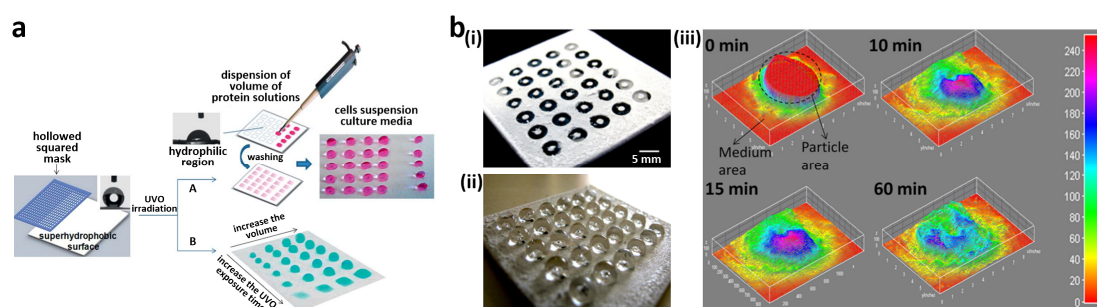 a
dispension of
volume of
protein solutions
cells suspension
culture media
hollowed
squared
mask
hydrophilic
region
washing
UVO
irradiation
A
B
superhydrophobic
surface
increase the
volume
increase the UVO
exposure time
b
(i)
5 mm
(ii)
(iii)
0 min
10 min
Medium
area
Particle
area
15 min
60 min
240
220
200
180
160
140
120
100
80
60
40
20
0